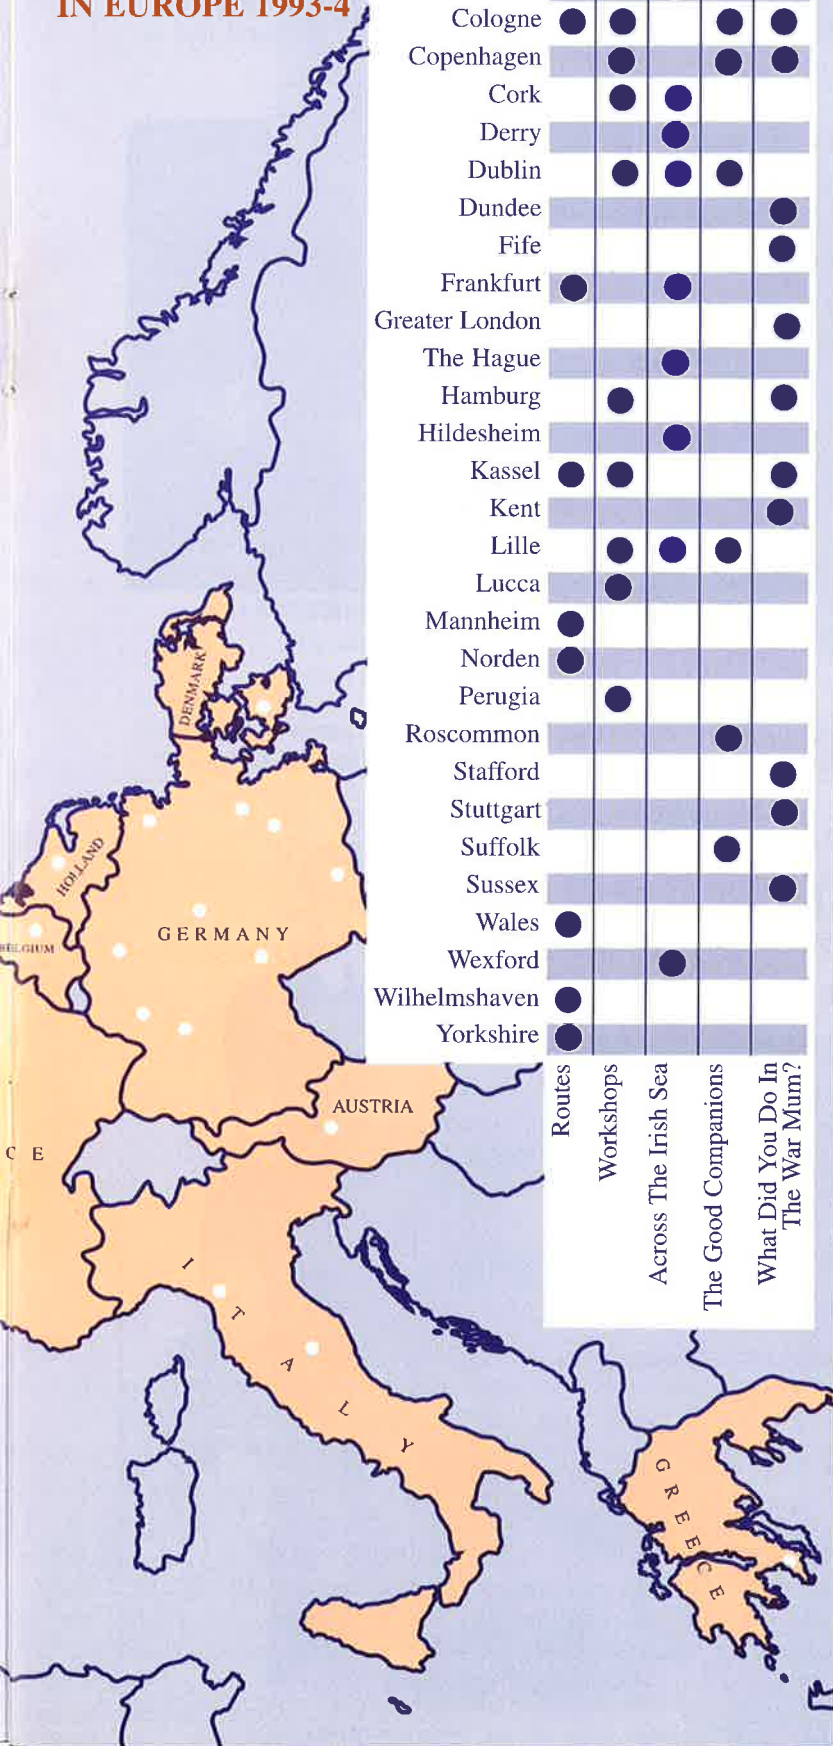 IN EUROPE 1993-4
Cologne
Copenhagen
Cork
Derry
Dublin
Dundee
Fife
Frankfurt
Greater London
The Hague
Hamburg
Hildesheim
Kassel
Kent
Lille
Lucca
Mannheim
Norden
Perugia
Roscommon
Stafford
Stuttgart
Suffolk
Sussex
Wales
Wexford
Wilhelmshaven
Yorkshire
Routes
Workshops
Across The Irish Sea
The Good Companions
What Did You Do In
The War Mum?
DENMARK
HOLLAND
BELGIUM
GERMANY
AUSTRIA
C E
ITALY
GREECE